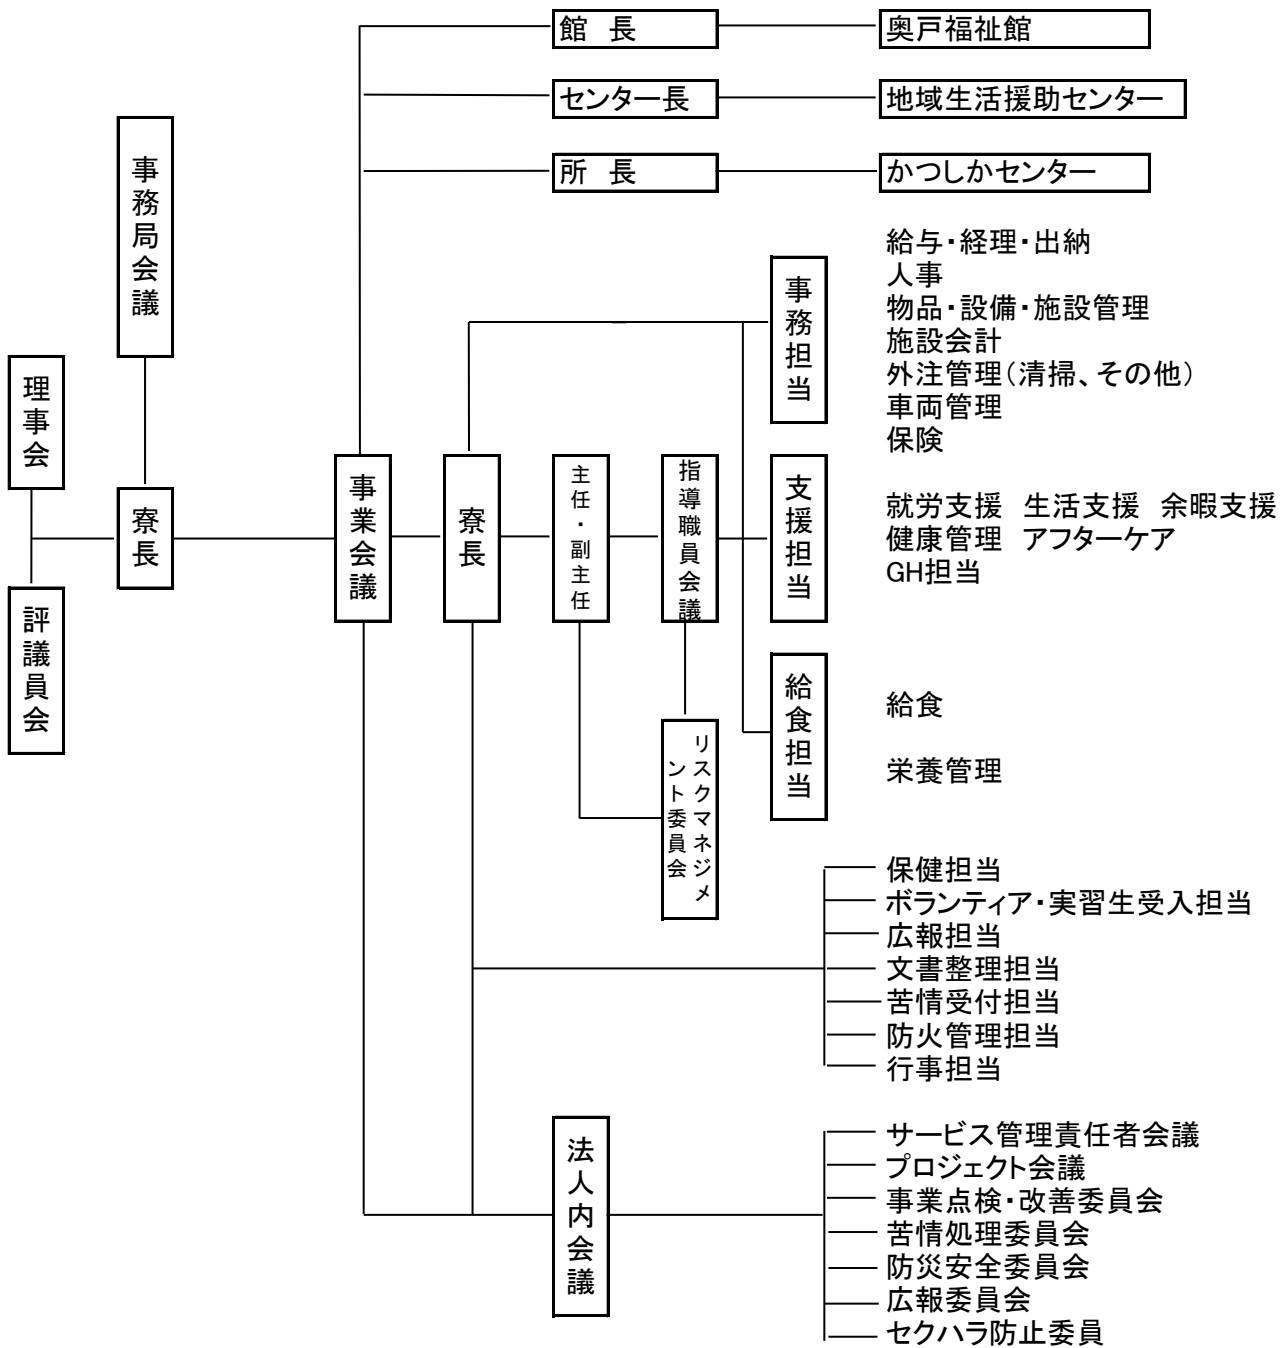 館　長
奥戸福祉館
センター長
地域生活援助センター
所　長
かつしかセンター
事務局会議
理事会
寮長
評議員会
事業会議
寮長
主任・副主任
指導職員会議
リスクマネジメ
ント委員会
事務担当
給与・経理・出納
人事
物品・設備・施設管理
施設会計
外注管理（清掃、その他）
車両管理
保険
支援担当
就労支援　生活支援　余暇支援
健康管理　アフターケア
GH担当
給食担当
給食
栄養管理
保健担当
ボランティア・実習生受入担当
広報担当
文書整理担当
苦情受付担当
防火管理担当
行事担当
法人内会議
サービス管理責任者会議
プロジェクト会議
事業点検・改善委員会
苦情処理委員会
防災安全委員会
広報委員会
セクハラ防止委員